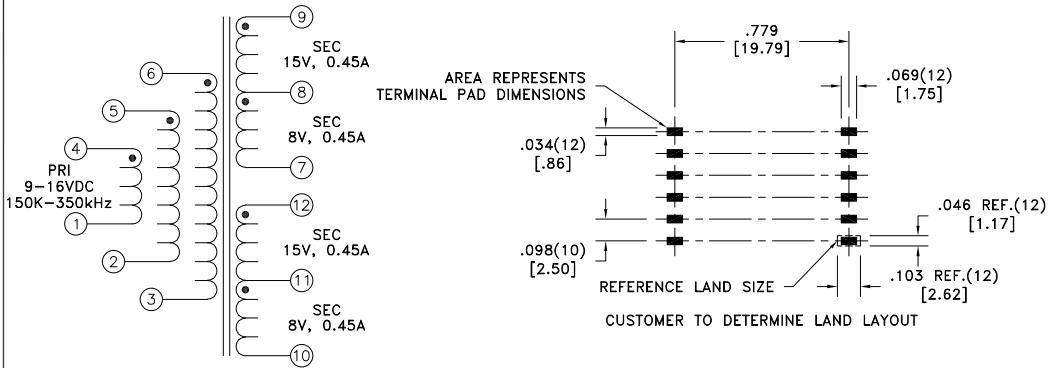 9
SEC
15V, 0.45A
6
8
5
SEC
8V, 0.45A
4
PRI
9-16VDC
150K-350kHz
7
1
12
SEC
15V, 0.45A
2
11
3
SEC
8V, 0.45A
10
.779
[19.79]
AREA REPRESENTS
TERMINAL PAD DIMENSIONS
.069(12)
[1.75]
.034(12)
[.86]
.046 REF.(12)
[1.17]
.098(10)
[2.50]
REFERENCE LAND SIZE
.103 REF.(12)
[2.62]
CUSTOMER TO DETERMINE LAND LAYOUT